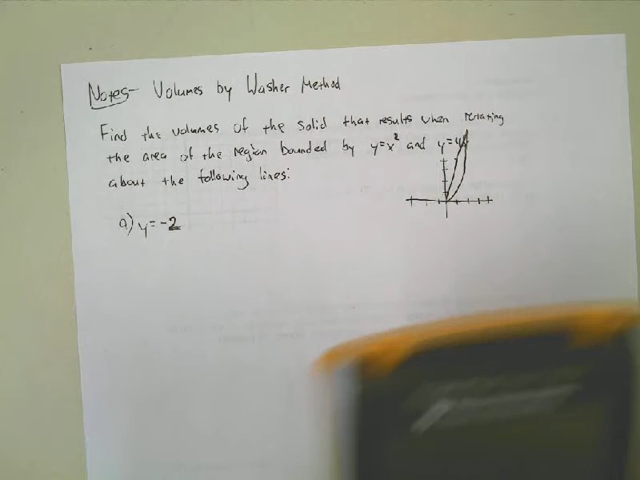 Notes- Volumes by Washer Method
Find the volumes of the solid that results when rotating
the area of the region bounded by y=x² and y=4x
about the following lines:
a) y=-2